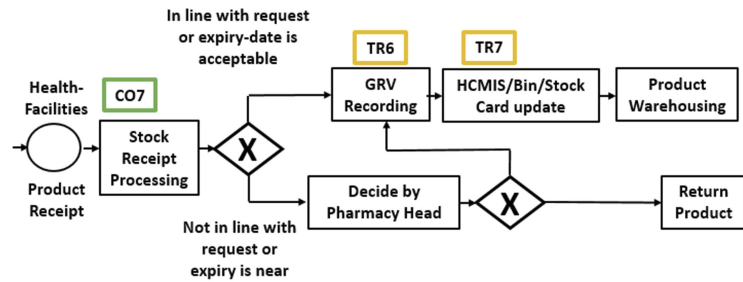 In line with request
or expiry-date is
acceptable
TR6
TR7
Health-
Facilities
CO7
GRV
Recording
HCMIS/Bin/Stock
Card update
Product
Warehousing
Stock
Receipt
Processing
X
Product
Receipt
Decide by
Pharmacy Head
X
Return
Product
Not in line with
request or
expiry is near